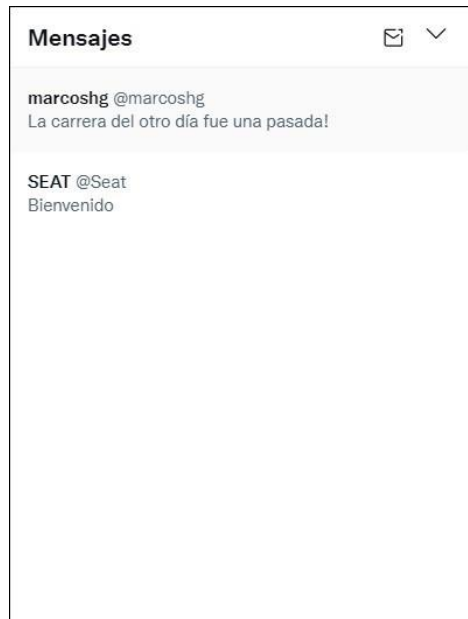 Mensajes
marcoshg @marcoshg
La carrera del otro día fue una pasada!
SEAT @Seat
Bienvenido